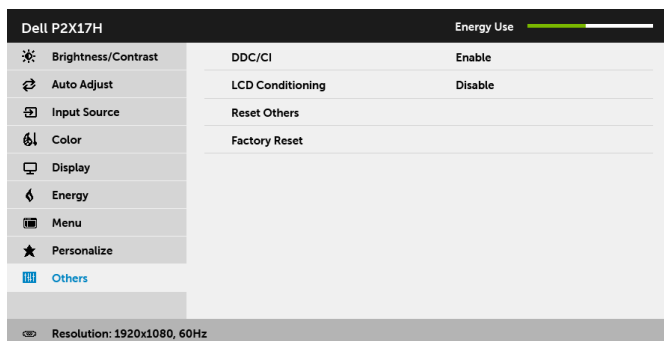 Dell P2X17H
Energy Use
Brightness/Contrast
Auto Adjust
Input Source
Color
Display
Energy
Menu
Personalize
Others
DDC/CI Enable
LCD Conditioning Disable
Reset Others
Factory Reset
Resolution: 1920x1080, 60Hz